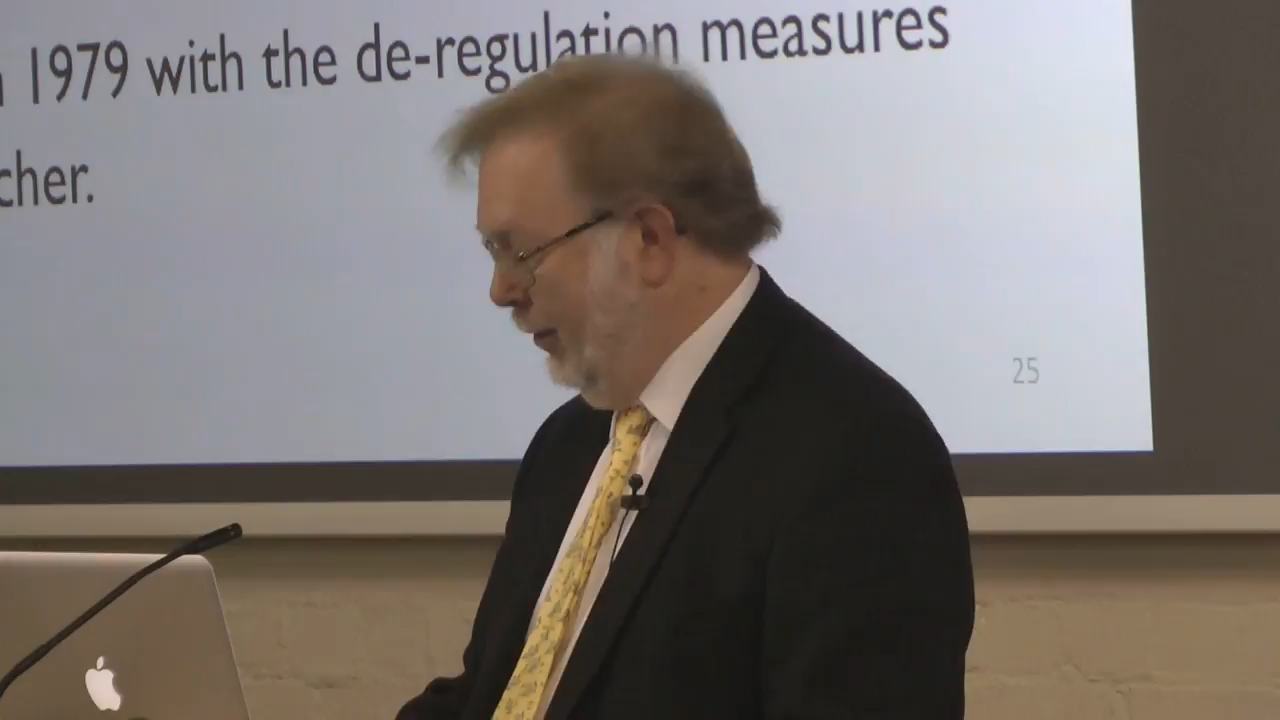 1979 with the de-regulation measures
cher.
25